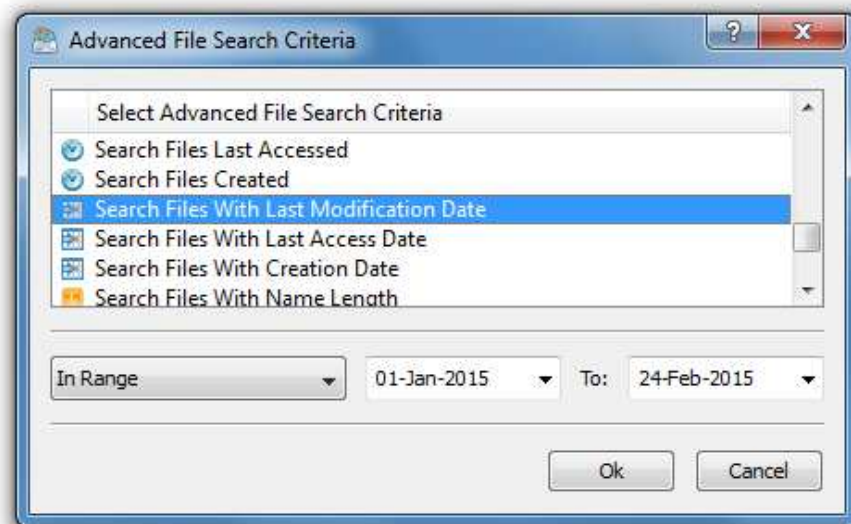 Advanced File Search Criteria
?
Select Advanced File Search Criteria
Search Files Last Accessed
Search Files Created
Search Files With Last Modification Date
Search Files With Last Access Date
Search Files With Creation Date
Search Files With Name Length
In Range 01-Jan-2015 To: 24-Feb-2015
Ok Cancel